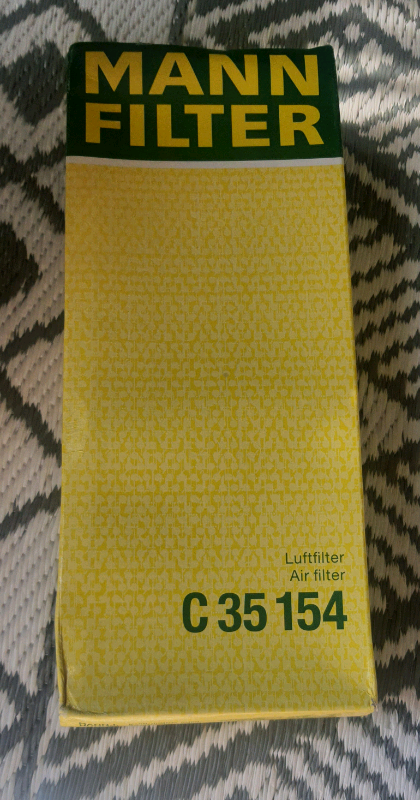 MANN
FILTER
Luftfilter
Air filter
C 35 154